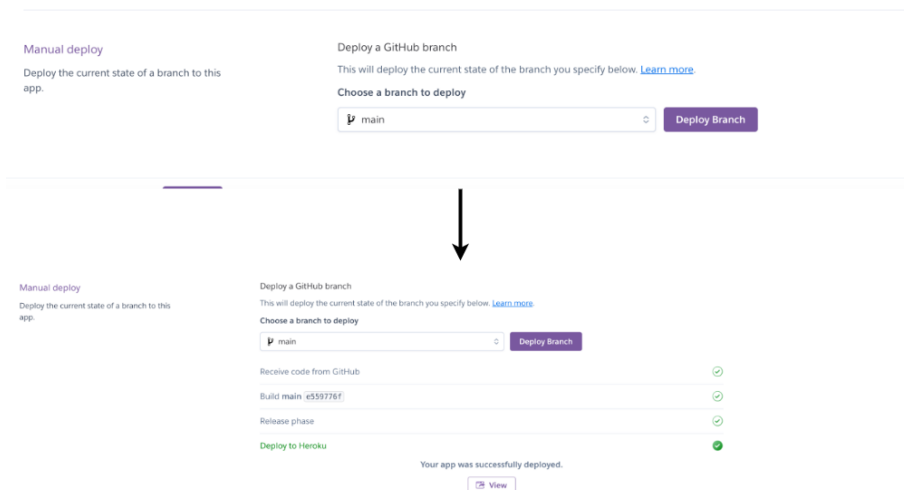 Manual deploy
Deploy the current state of a branch to this
app.
Deploy a GitHub branch
This will deploy the current state of the branch you specify below. Learn more.
Choose a branch to deploy
main
Deploy Branch
Manual deploy
Deploy the current state of a branch to this
app.
Deploy a GitHub branch
This will deploy the current state of the branch you specify below. Learn more.
Choose a branch to deploy
main
Deploy Branch
Receive code from GitHub
Build main e559776f
Release phase
Deploy to Heroku
Your app was successfully deployed.
View